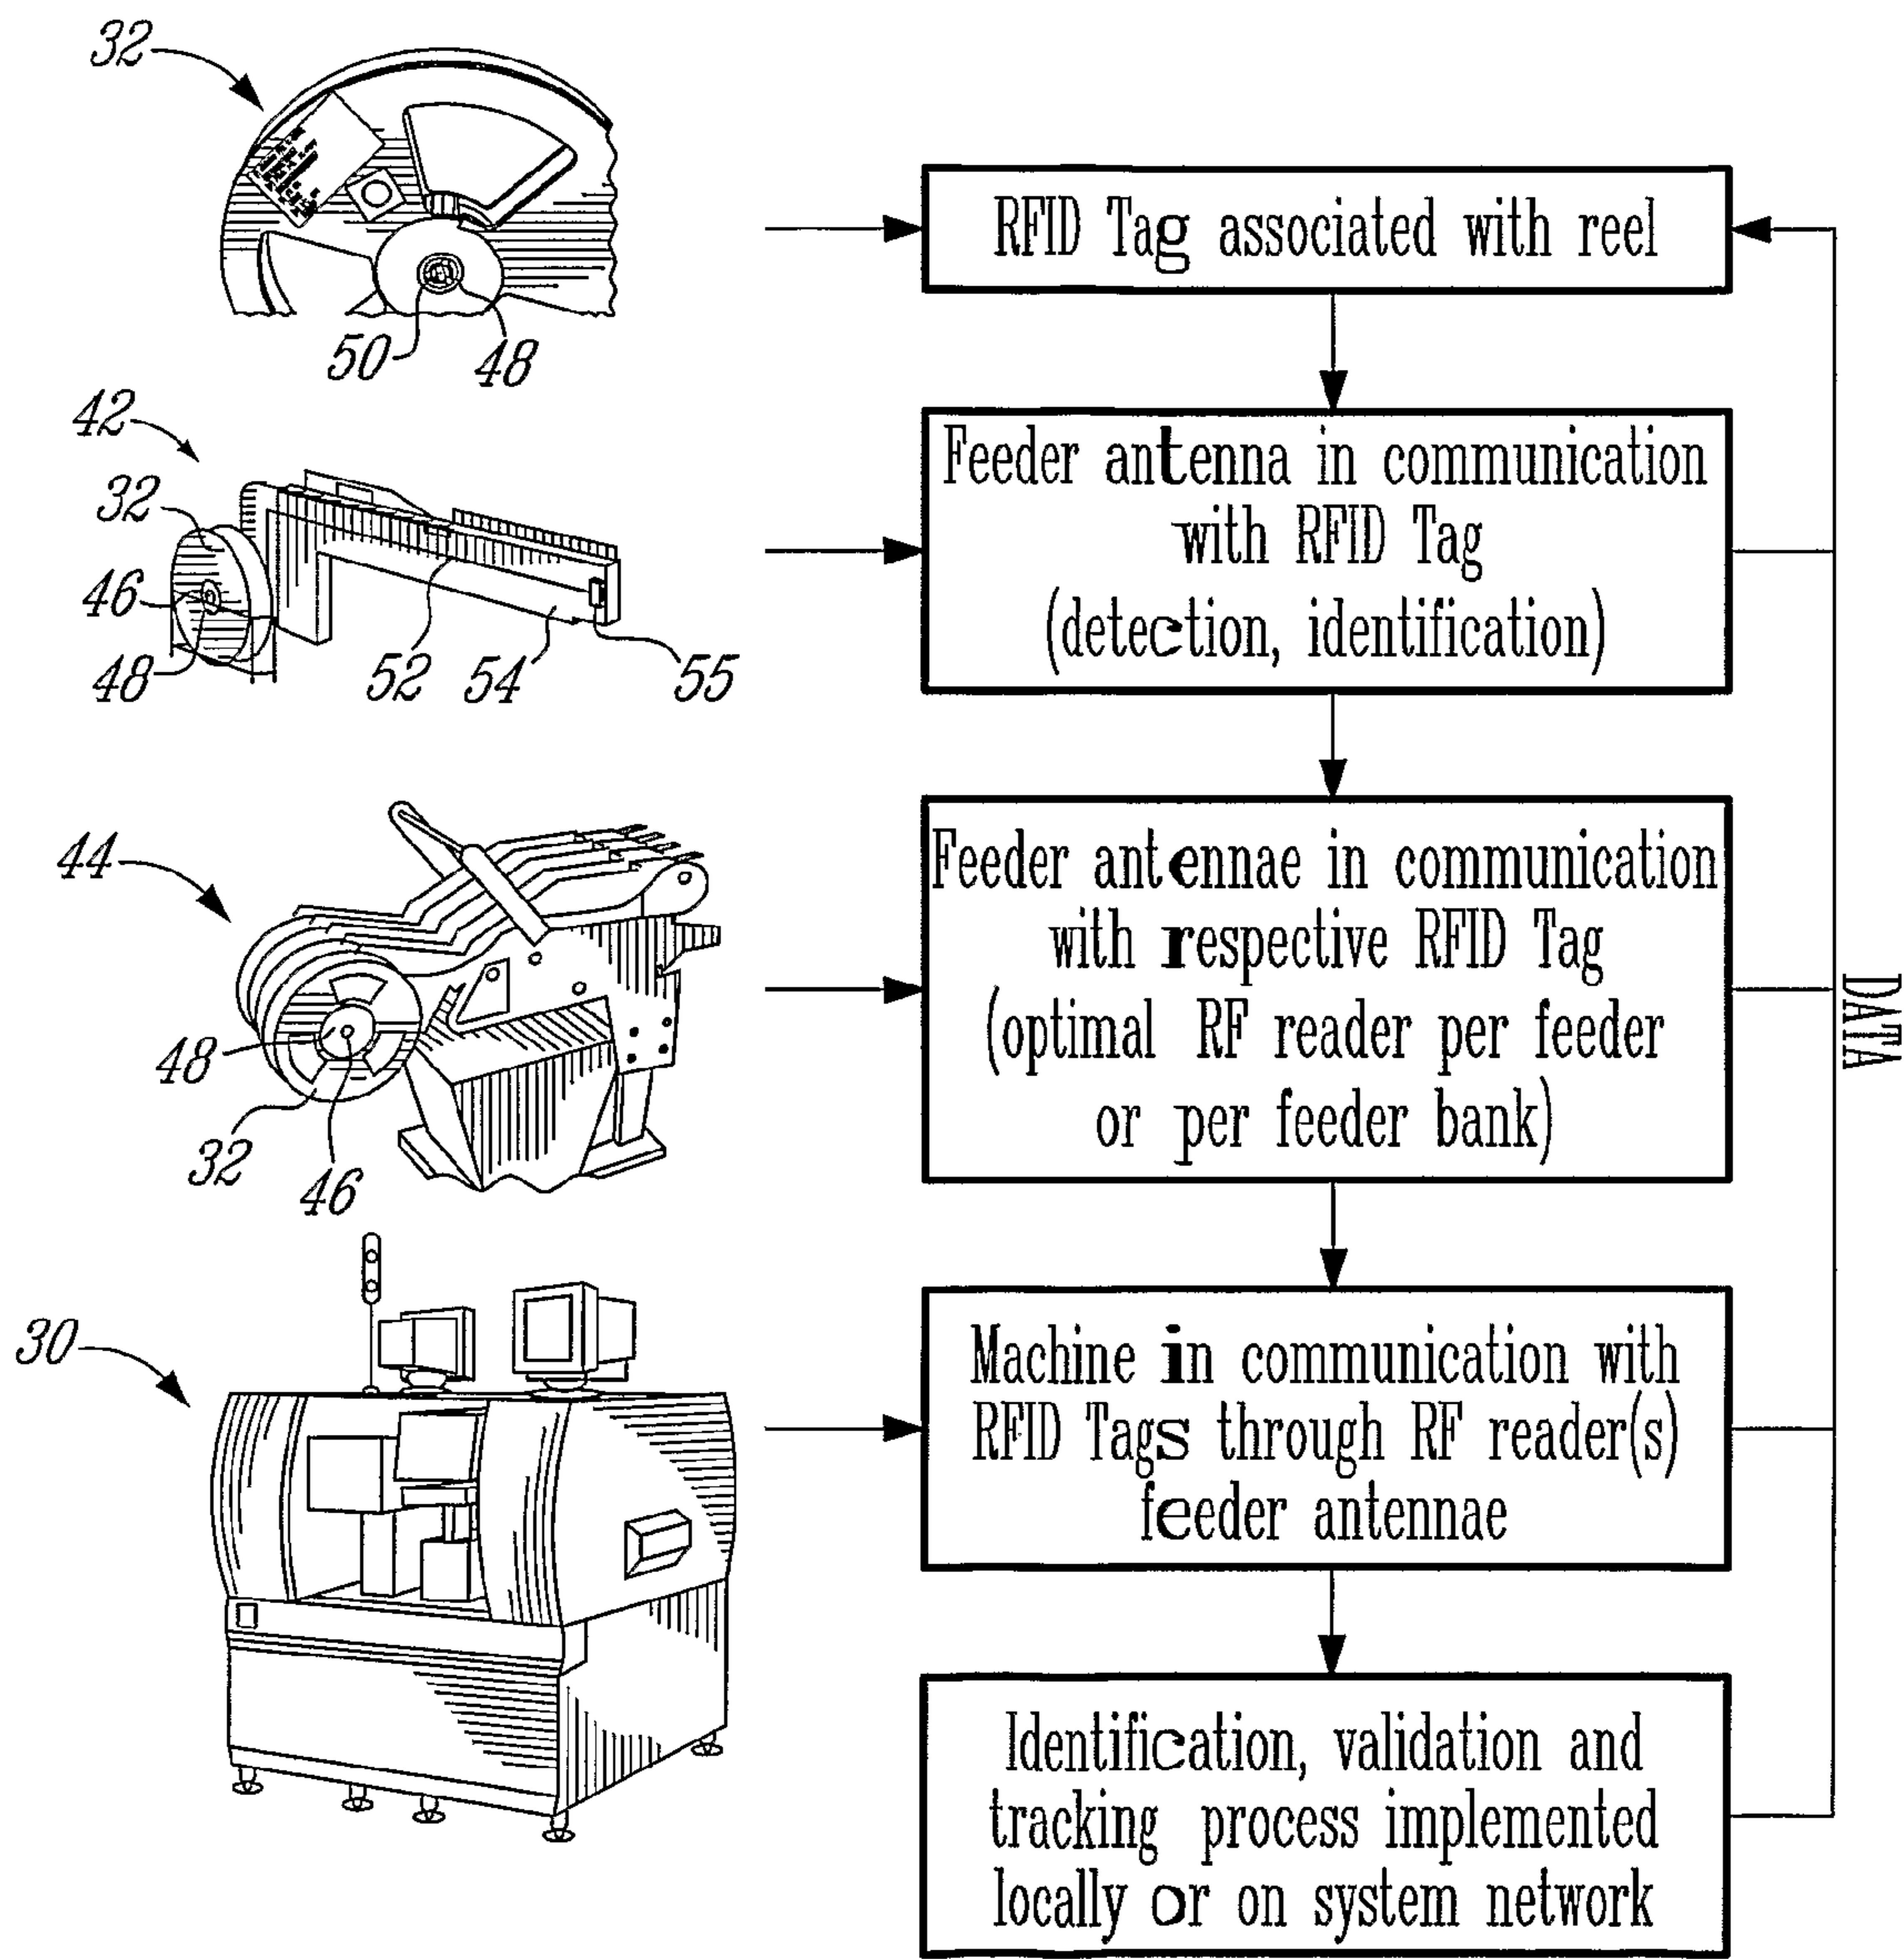 32
50
48
RFID Tag associated with reel
42
32
46
48
52
54
55
Feeder antenna in communication
with RFID Tag
(detection, identification)
44
48
32
46
Feeder antennae in communication
with respective RFID Tag
(optimal RF reader per feeder
or per feeder bank)
DATA
30
Machine in communication with
RFID Tags through RF reader(s)
feeder antennae
Identification, validation and
tracking process implemented
locally or on system network